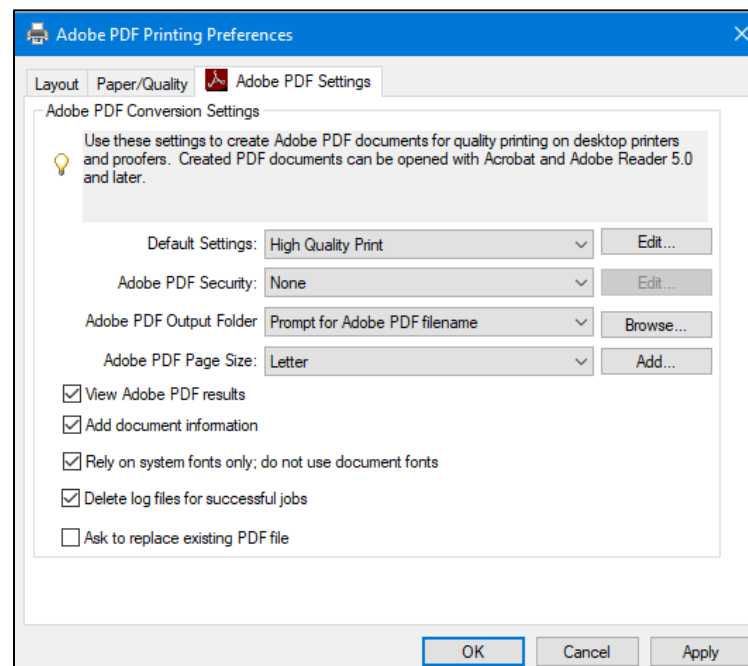 Adobe PDF Printing Preferences
Layout Paper/Quality Adobe PDF Settings
Adobe PDF Conversion Settings
Use these settings to create Adobe PDF documents for quality printing on desktop printers
and proofers. Created PDF documents can be opened with Acrobat and Adobe Reader 5.0
and later.
Default Settings: High Quality Print Edit...
Adobe PDF Security: None Edit...
Adobe PDF Output Folder Prompt for Adobe PDF filename Browse...
Adobe PDF Page Size: Letter Add...
View Adobe PDF results
Add document information
Rely on system fonts only; do not use document fonts
Delete log files for successful jobs
Ask to replace existing PDF file
OK Cancel Apply